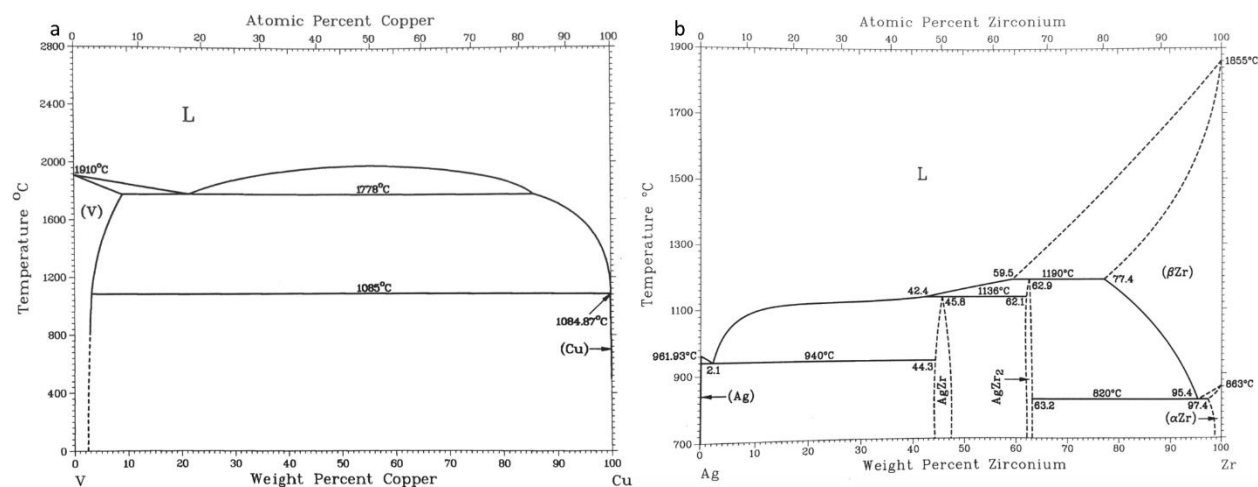 a
Atomic Percent Copper
0 10 20 30 40 50 60 70 80 90 100
2800
2400
2000
1600
1200
800
400
0
Temperature °C
L
1910°C
1778°C
(V)
1085°C
1084.87°C
(Cu)
0 10 20 30 40 50 60 70 80 90 100
V Weight Percent Copper Cu
b
Atomic Percent Zirconium
0 10 20 30 40 50 60 70 80 90 100
1900
1700
1500
1300
1100
900
700
Temperature °C
1855°C
L
59.5 1190°C
(βZr)
42.4 1136°C 62.9 77.4
45.8 62.1
961.93°C 940°C
2.1 44.3
863°C
820°C 95.4
63.2 97.4
(Ag)
AgZr
AgZr2
(αZr)
0 10 20 30 40 50 60 70 80 90 100
Ag Weight Percent Zirconium Zr